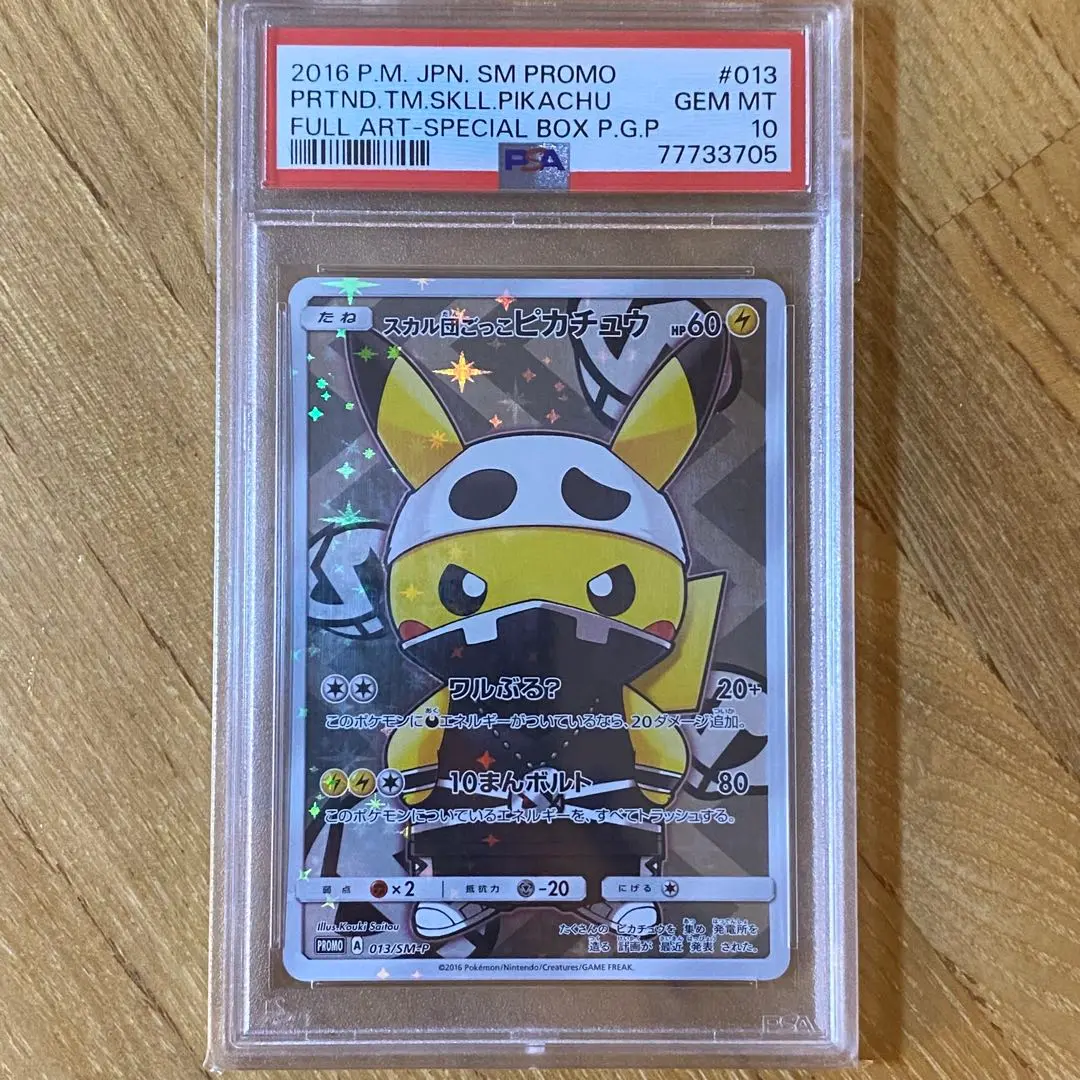 2016 P.M. JPN. SM PROMO #013
PRTND.TM.SKLL.PIKACHU GEM MT
FULL ART-SPECIAL BOX P.G.P 10
PSA 77733705
たね スカル団ごっこピカチュウ HP60
ワルぶる? 20+
このポケモンにエネルギーがついているなら、20ダメージ追加。
10まんボルト 80
このポケモンについているエネルギーを、すべてトラッシュする。
弱点 ×2 抵抗力 -20 にげる
Illus.Kouki Saitou
たくさんの ピカチュウを 集め 発電所を
PROMO A 013/SM-P 造る 計画が 最近 発表 された。
©2016 Pokémon/Nintendo/Creatures/GAME FREAK.
PSA